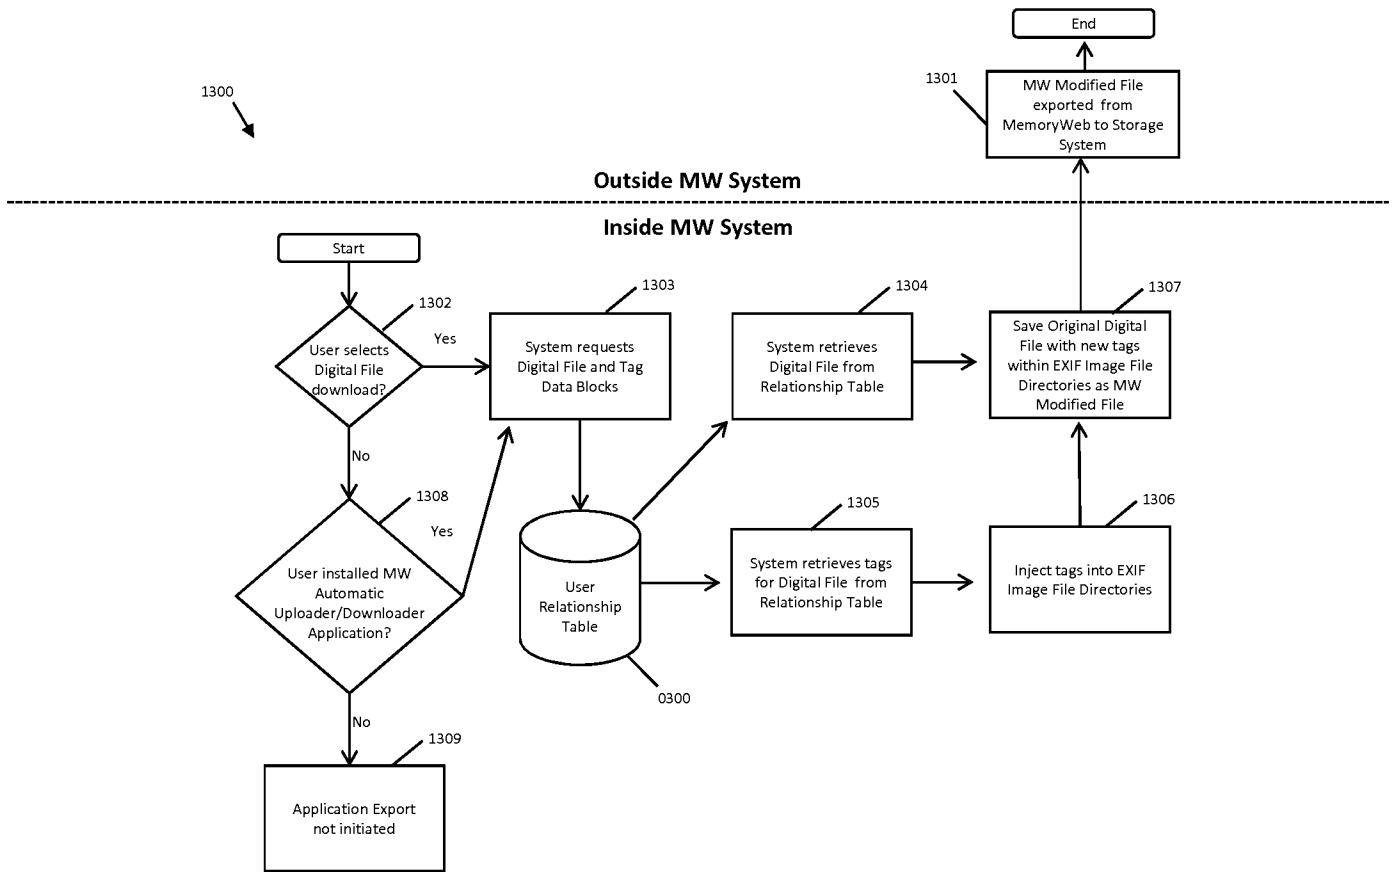 End
1301
MW Modified File
exported from
MemoryWeb to Storage
System
1300
Outside MW System
Inside MW System
Start
1302
User selects
Digital File
download?
Yes
No
1303
System requests
Digital File and Tag
Data Blocks
1304
System retrieves
Digital File from
Relationship Table
1307
Save Original Digital
File with new tags
within EXIF Image File
Directories as MW
Modified File
1308
Yes
User installed MW
Automatic
Uploader/Downloader
Application?
No
User
Relationship
Table
0300
1305
System retrieves tags
for Digital File from
Relationship Table
1306
Inject tags into EXIF
Image File Directories
1309
Application Export
not initiated